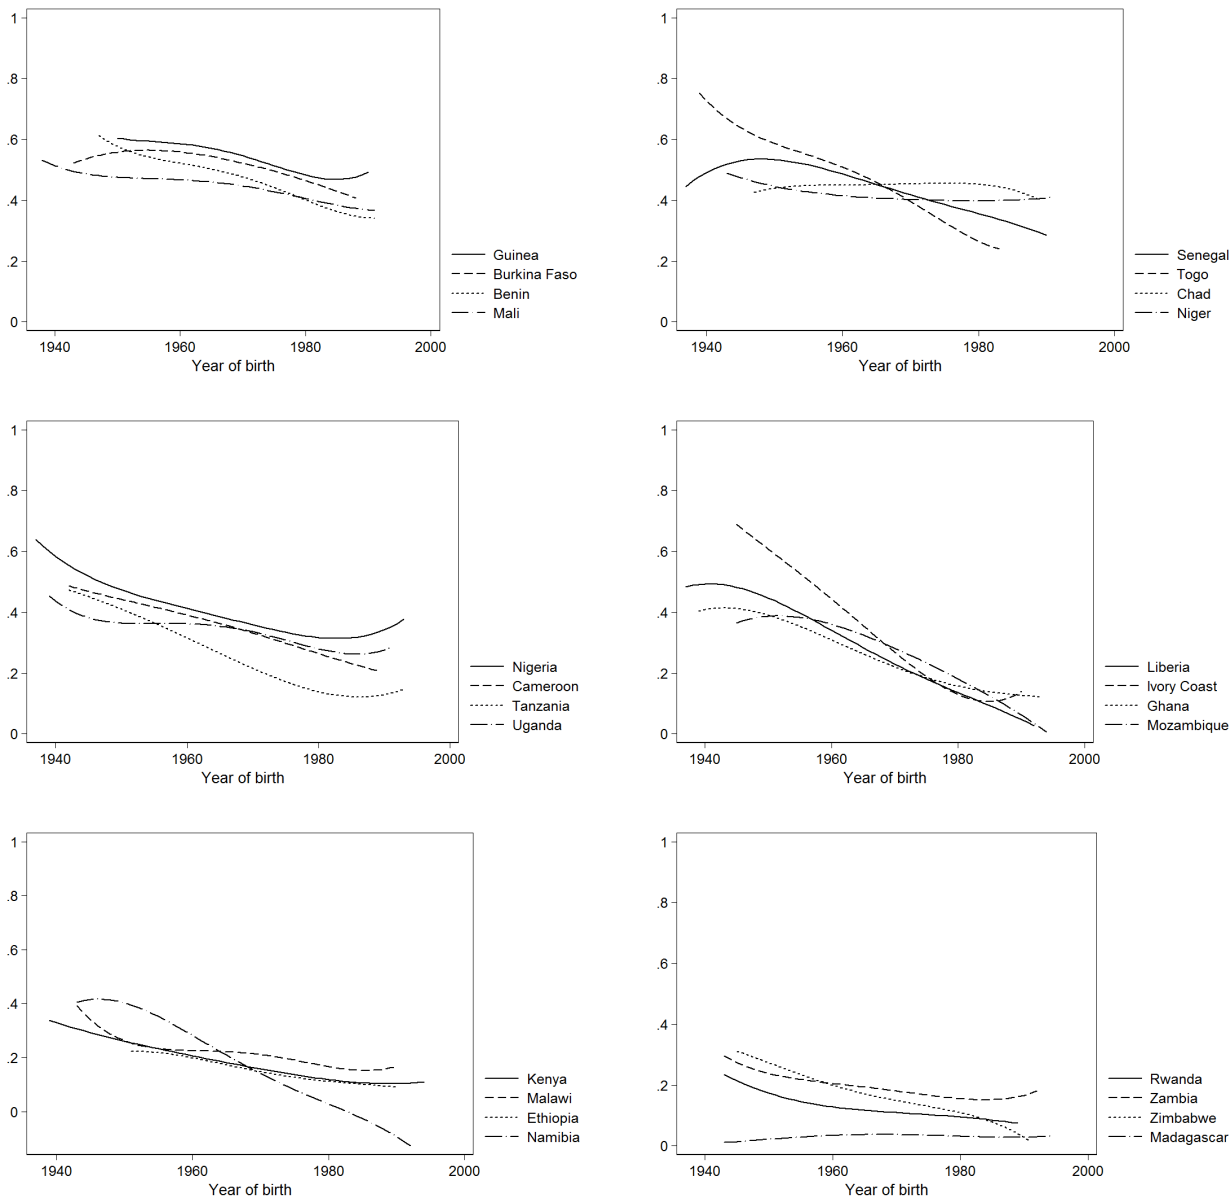 1
.8
.6
.4
.2
0
1940
1960
1980
2000
Year of birth
Guinea
Burkina Faso
Benin
Mali
1
.8
.6
.4
.2
0
1940
1960
1980
2000
Year of birth
Senegal
Togo
Chad
Niger
1
.8
.6
.4
.2
0
1940
1960
1980
2000
Year of birth
Nigeria
Cameroon
Tanzania
Uganda
1
.8
.6
.4
.2
0
1940
1960
1980
2000
Year of birth
Liberia
Ivory Coast
Ghana
Mozambique
1
.8
.6
.4
.2
0
1940
1960
1980
2000
Year of birth
Kenya
Malawi
Ethiopia
Namibia
1
.8
.6
.4
.2
0
1940
1960
1980
2000
Year of birth
Rwanda
Zambia
Zimbabwe
Madagascar